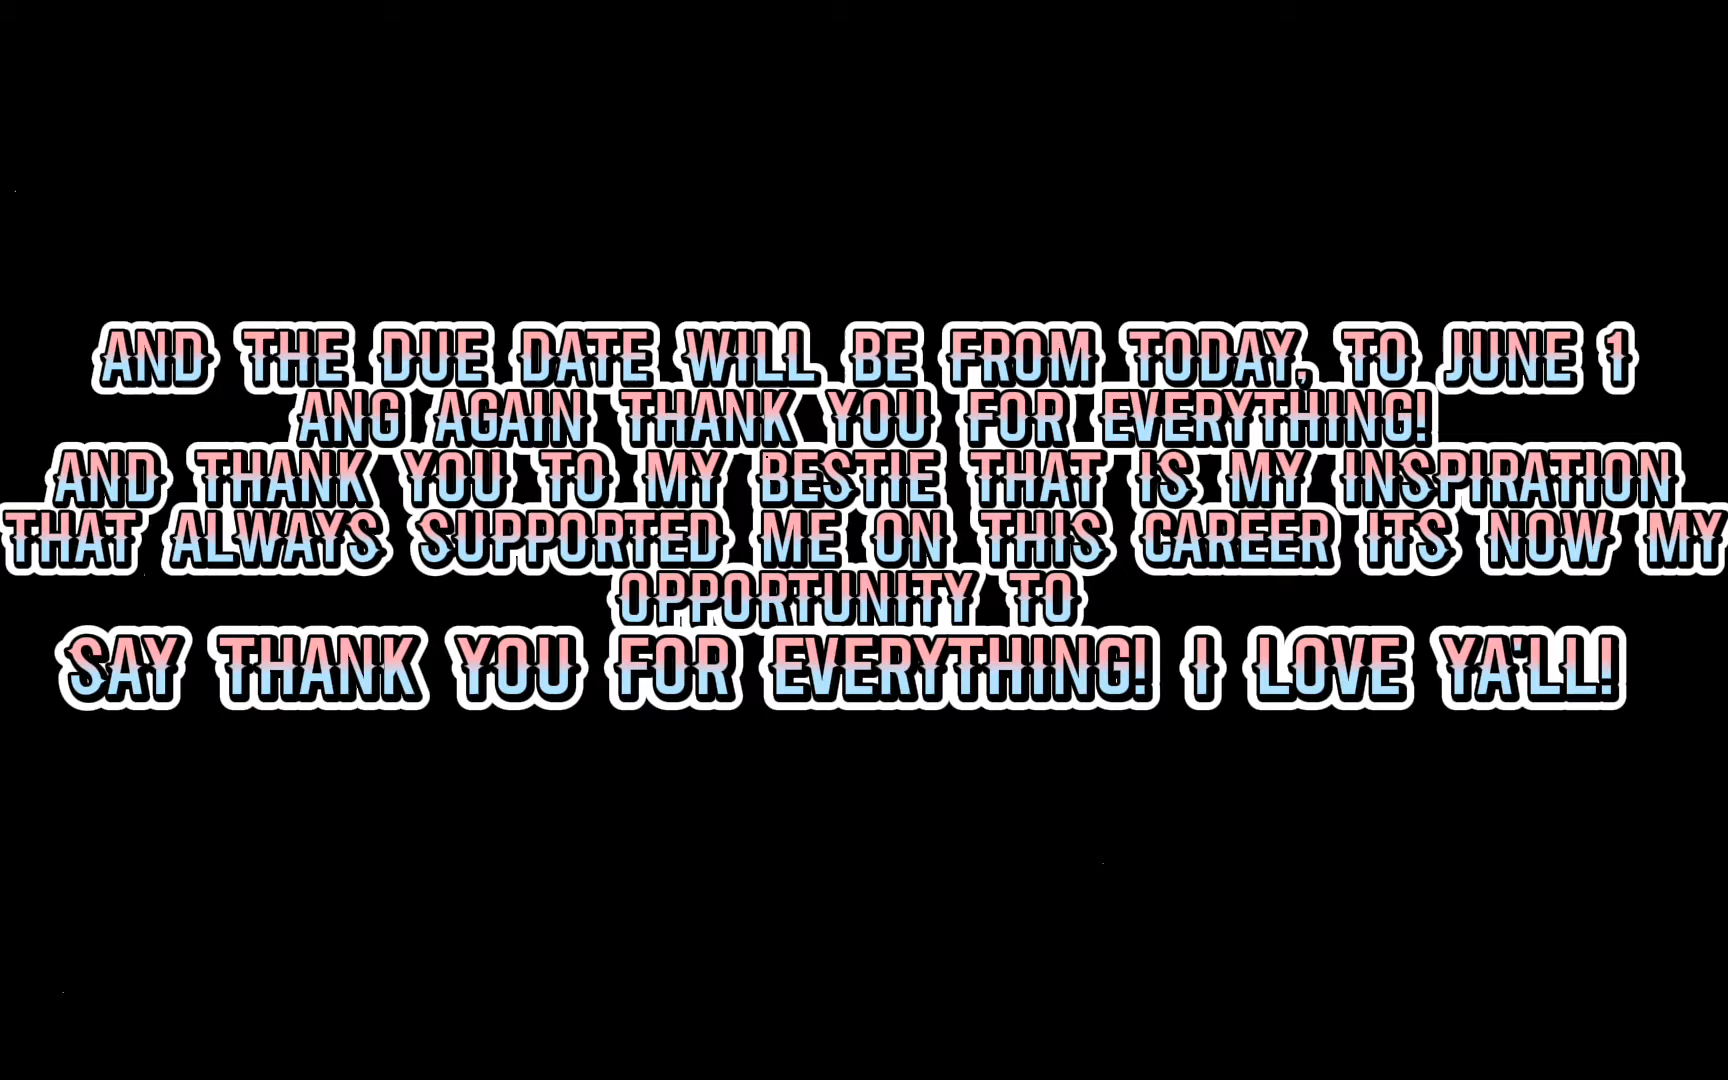 AND THE DUE DATE WILL BE FROM TODAY, TO JUNE 1
ANG AGAIN THANK YOU FOR EVERYTHING!
AND THANK YOU TO MY BESTIE THAT IS MY INSPIRATION
THAT ALWAYS SUPPORTED ME ON THIS CAREER ITS NOW MY
OPPORTUNITY TO
SAY THANK YOU FOR EVERYTHING! I LOVE YA'LL!